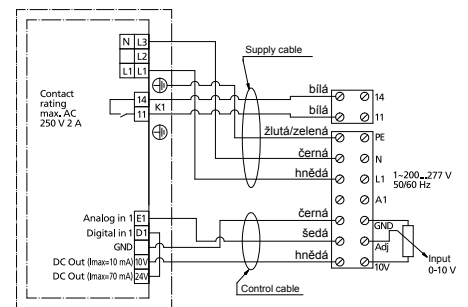 N L3
L2
L1 L1
Supply cable
Contact
rating
max. AC
250 V 2 A
14
11
K1
bílá
14
bílá
11
žlutá/zelená
PE
černá
N
hnědá
L1
1~200...277 V
50/60 Hz
A1
Analog in 1 E1
Digital in 1 D1
GND
DC Out (Imax=10 mA) 10V
DC Out (Imax=70 mA) 24V
černá
GND
šedá
Adj
hnědá
10V
Input
0-10 V
Control cable